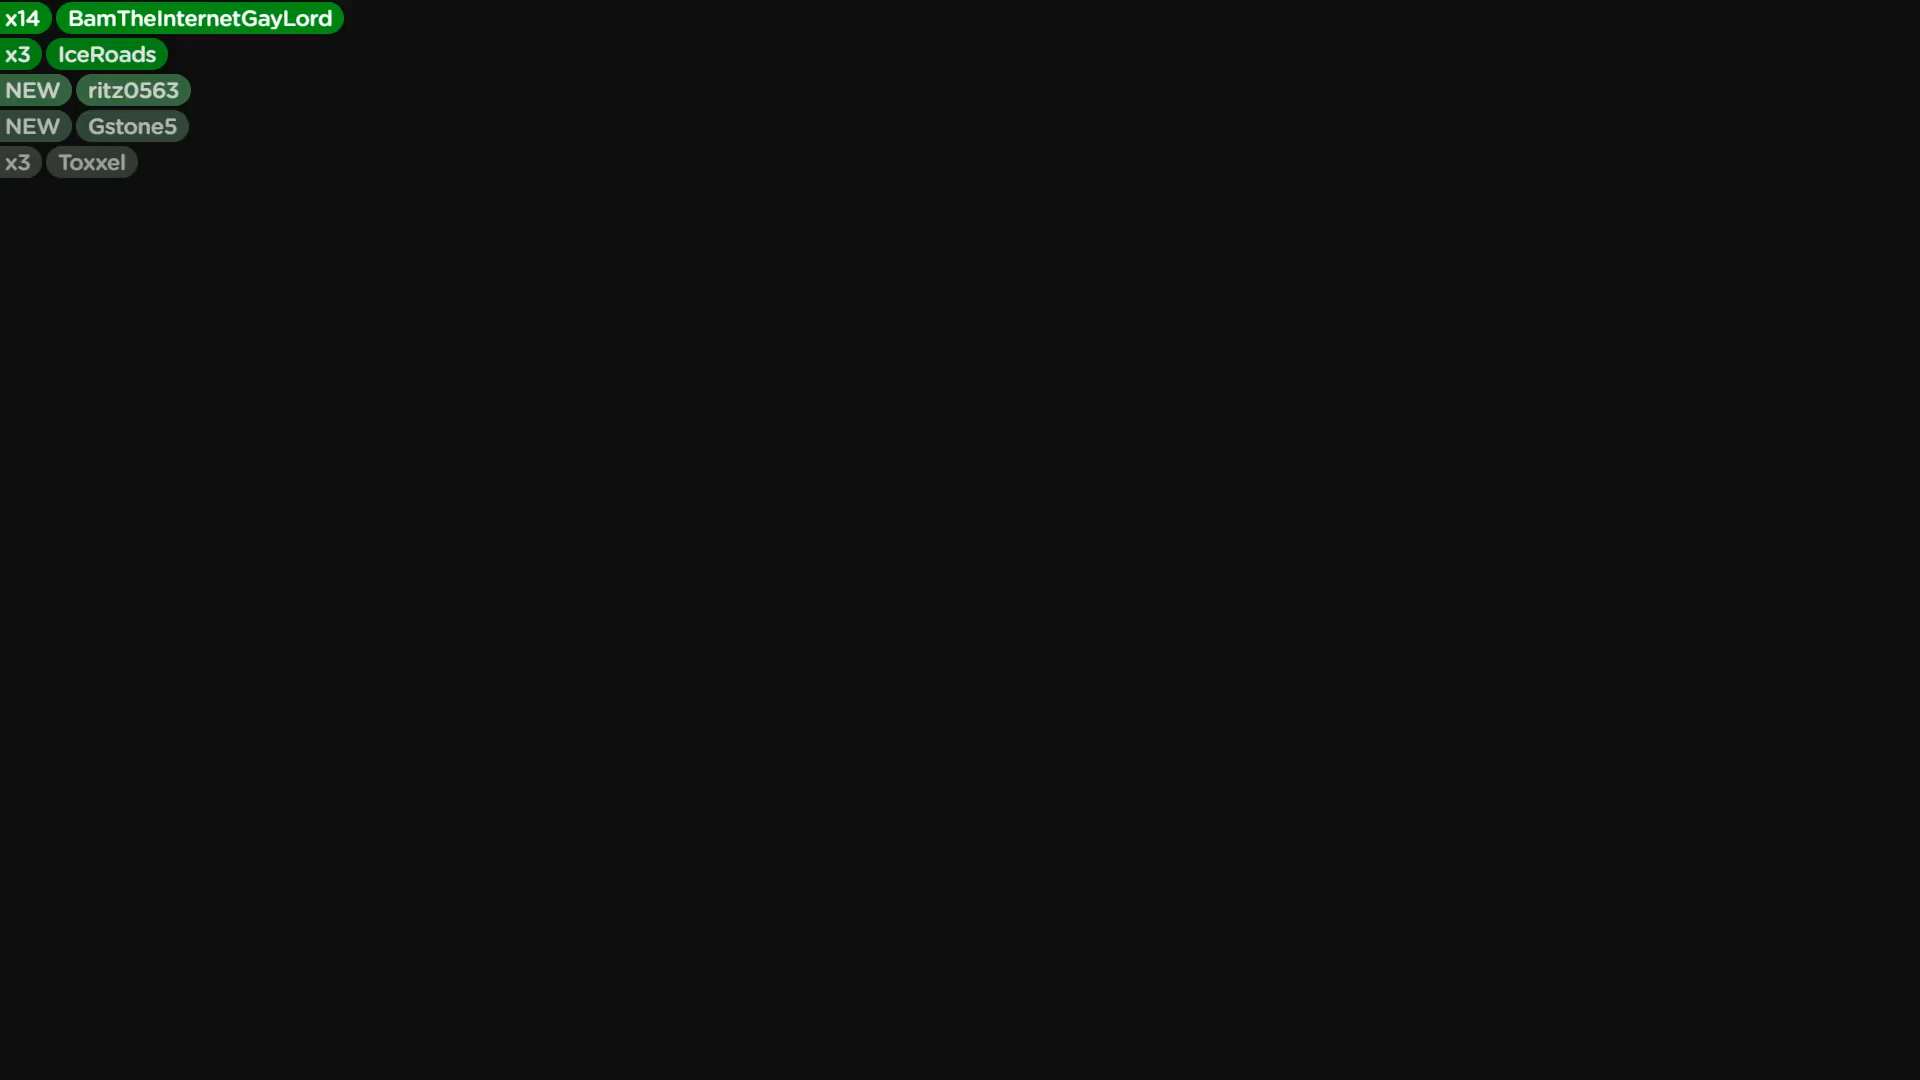 x14 BamTheInternetGayLord
x3 IceRoads
NEW ritz0563
NEW Gstone5
x3 Toxxel